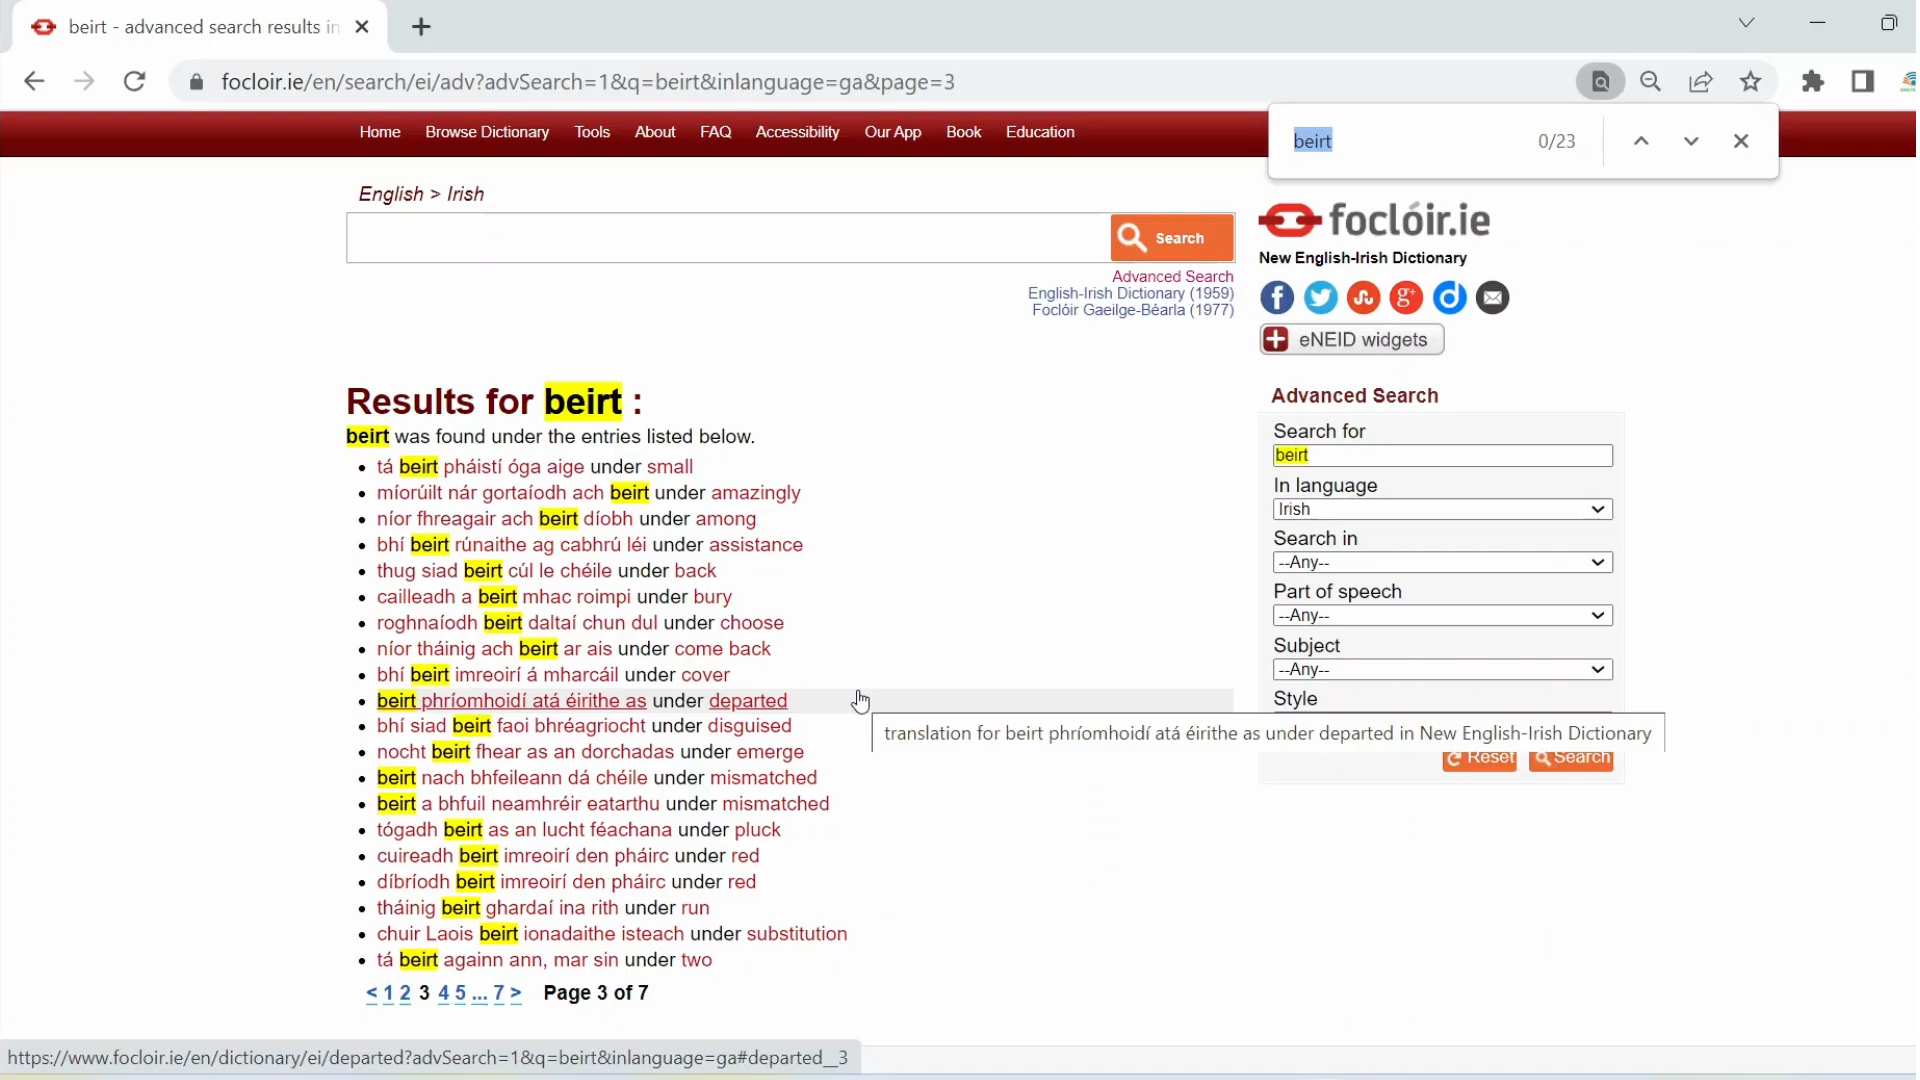 beirt - advanced search results in
focloir.ie/en/search/ei/adv?advSearch=1&q=beirt&inlanguage=ga&page=3
beirt 0/23
Home Browse Dictionary Tools About FAQ Accessibility Our App Book Education
English > Irish
Search
Advanced Search
English-Irish Dictionary (1959)
Foclóir Gaeilge-Béarla (1977)
foclóir.ie
New English-Irish Dictionary
eNEID widgets
Results for beirt :
beirt was found under the entries listed below.
• tá beirt pháistí óga aige under small
• míorúilt nár gortaíodh ach beirt under amazingly
• níor fhreagair ach beirt díobh under among
• bhí beirt rúnaithe ag cabhrú léi under assistance
• thug siad beirt cúl le chéile under back
• cailleadh a beirt mhac roimpi under bury
• roghnaíodh beirt daltaí chun dul under choose
• níor tháinig ach beirt ar ais under come back
• bhí beirt imreoirí á mharcáil under cover
• beirt phríomhoidí atá éirithe as under departed
• bhí siad beirt faoi bhréagriocht under disguised
• nocht beirt fhear as an dorchadas under emerge
• beirt nach bhfeileann dá chéile under mismatched
• beirt a bhfuil neamhréir eatarthu under mismatched
• tógadh beirt as an lucht féachana under pluck
• cuireadh beirt imreoirí den pháirc under red
• díbríodh beirt imreoirí den pháirc under red
• tháinig beirt ghardaí ina rith under run
• chuir Laois beirt ionadaithe isteach under substitution
• tá beirt againn ann, mar sin under two
< 1 2 3 4 5 ... 7 > Page 3 of 7
Advanced Search
Search for
beirt
In language
Irish
Search in
--Any--
Part of speech
--Any--
Subject
--Any--
Style
translation for beirt phríomhoidí atá éirithe as under departed in New English-Irish Dictionary
Reset Search
https://www.focloir.ie/en/dictionary/ei/departed?advSearch=1&q=beirt&inlanguage=ga#departed__3